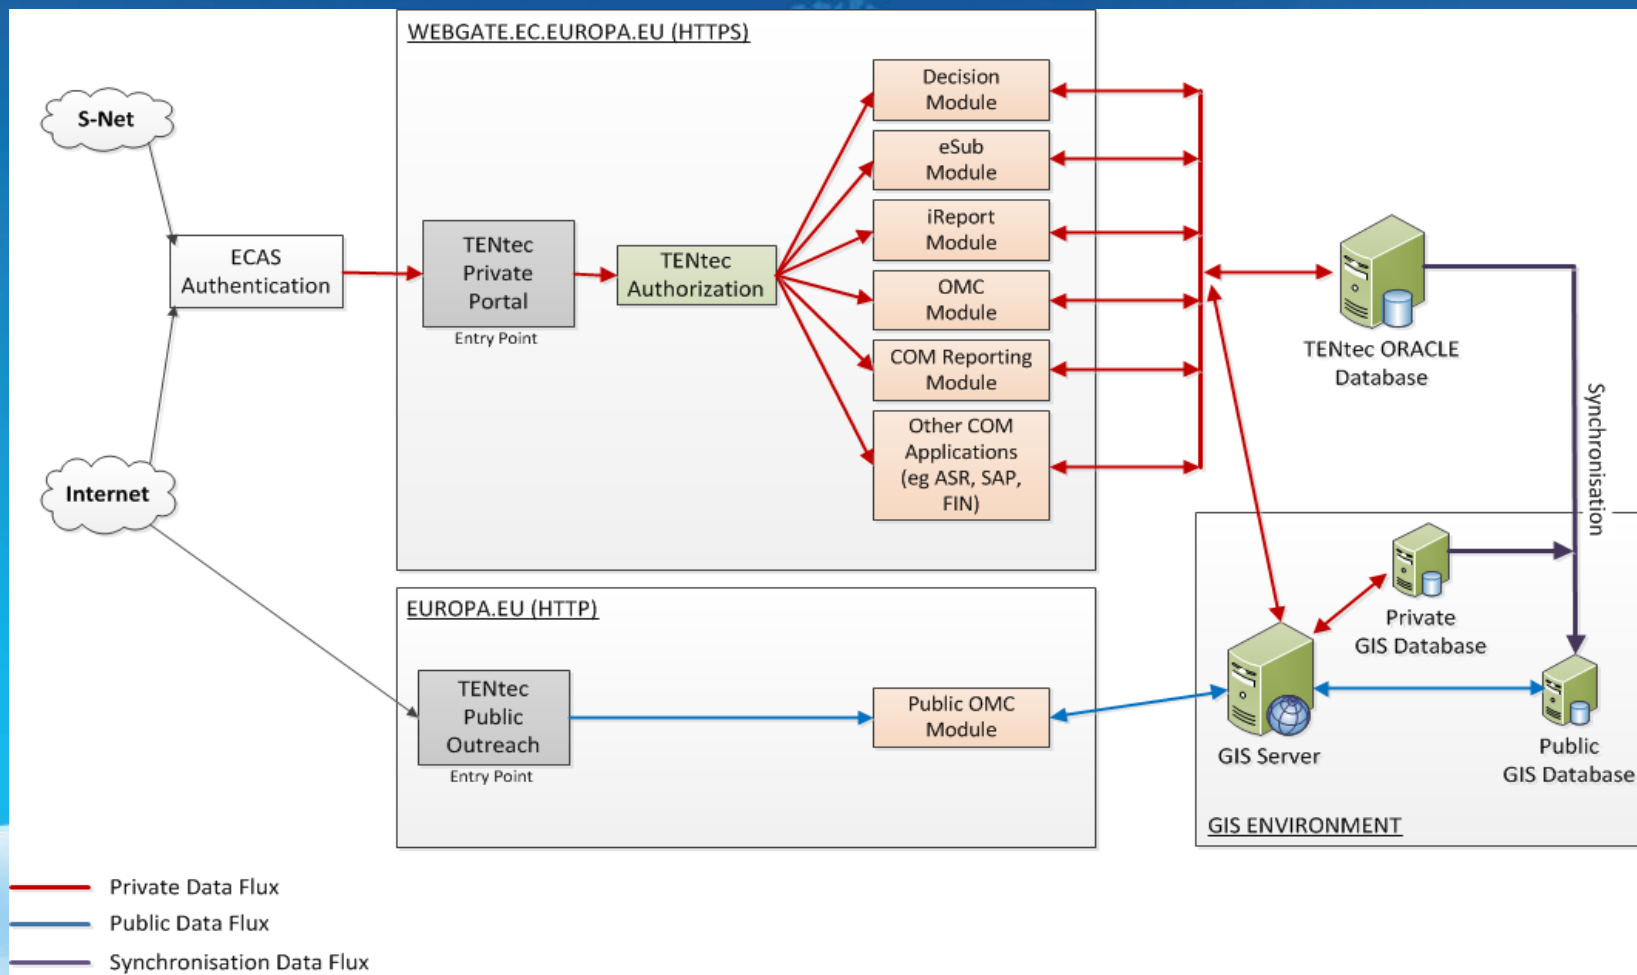 WEBGATE.EC.EUROPA.EU (HTTPS)
S-Net
ECAS
Authentication
TENtec
Private
Portal
Entry Point
TENtec
Authorization
Decision
Module
eSub
Module
iReport
Module
OMC
Module
COM Reporting
Module
Other COM
Applications
(eg ASR, SAP,
FIN)
TENtec ORACLE
Database
Synchronisation
Internet
EUROPA.EU (HTTP)
TENtec
Public
Outreach
Entry Point
Public OMC
Module
Private
GIS Database
GIS Server
Public
GIS Database
GIS ENVIRONMENT
Private Data Flux
Public Data Flux
Synchronisation Data Flux